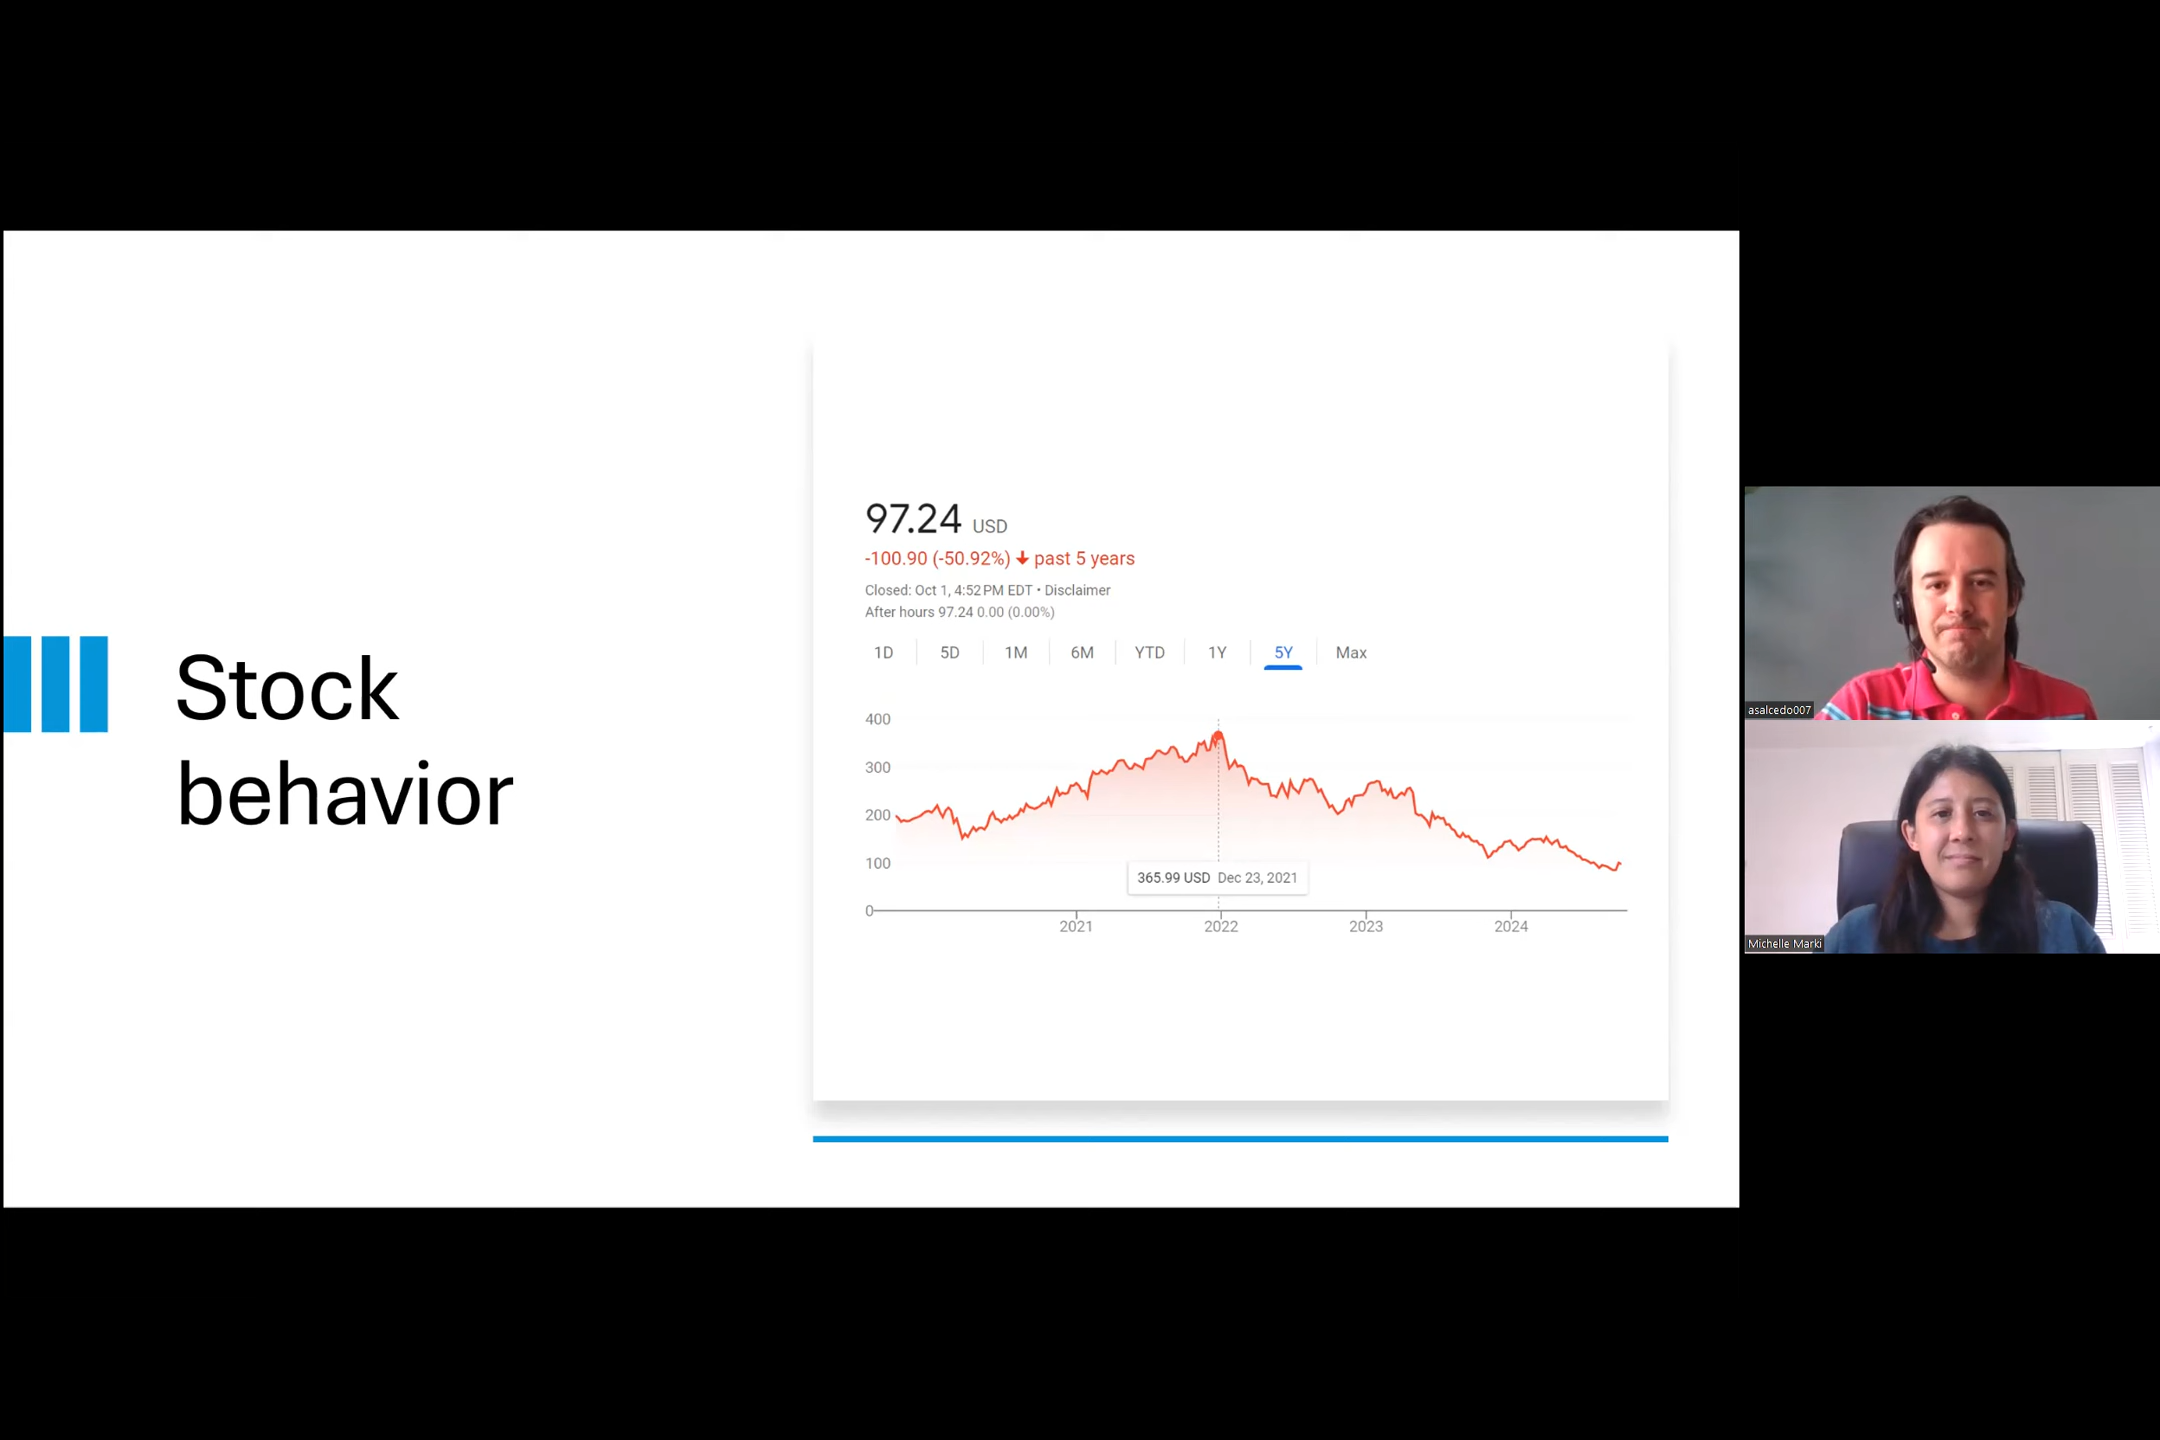 Stock
behavior
97.24 USD
-100.90 (-50.92%) ↓ past 5 years
Closed: Oct 1, 4:52 PM EDT • Disclaimer
After hours 97.24 0.00 (0.00%)
1D 5D 1M 6M YTD 1Y 5Y Max
400
300
200
100
0
365.99 USD Dec 23, 2021
2021 2022 2023 2024
asalcedo007
Michelle Marki